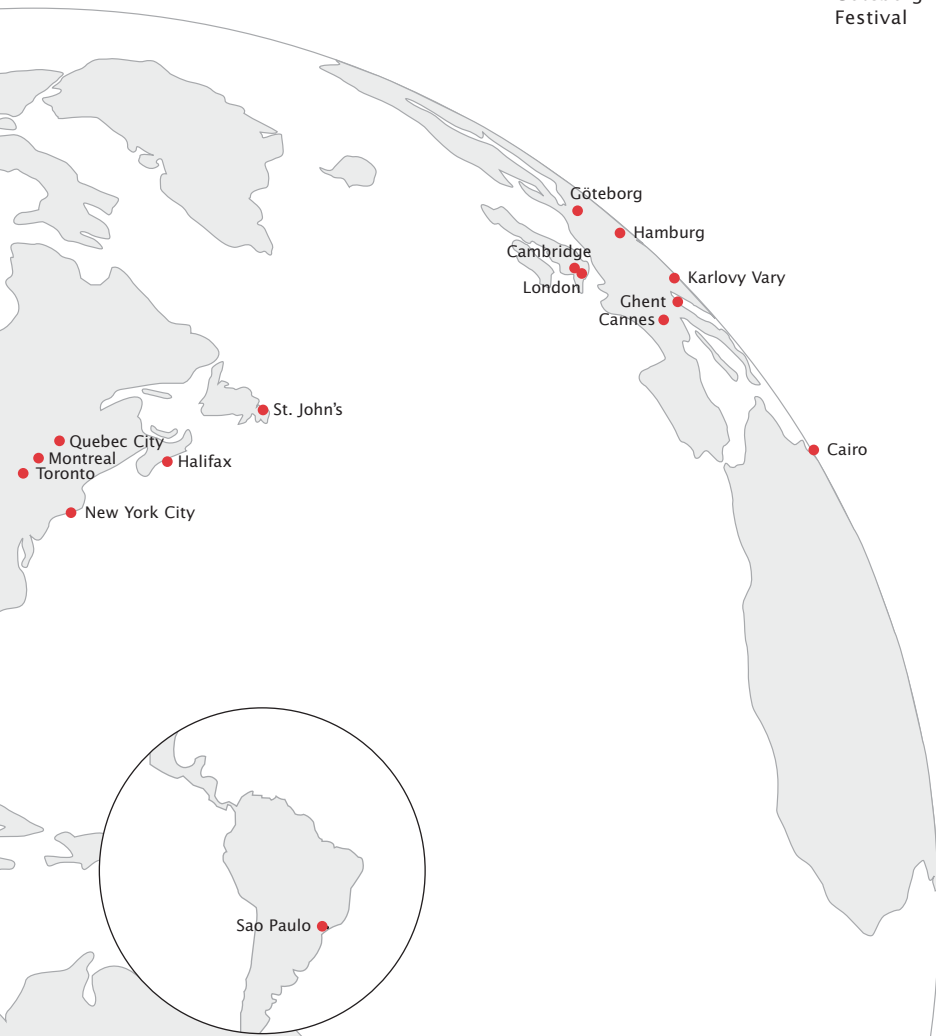 Festival
Göteborg
Hamburg
Cambridge
Karlovy Vary
London
Ghent
Cannes
St. John’s
Quebec City
Montreal
Halifax
Toronto
Cairo
New York City
Sao Paulo